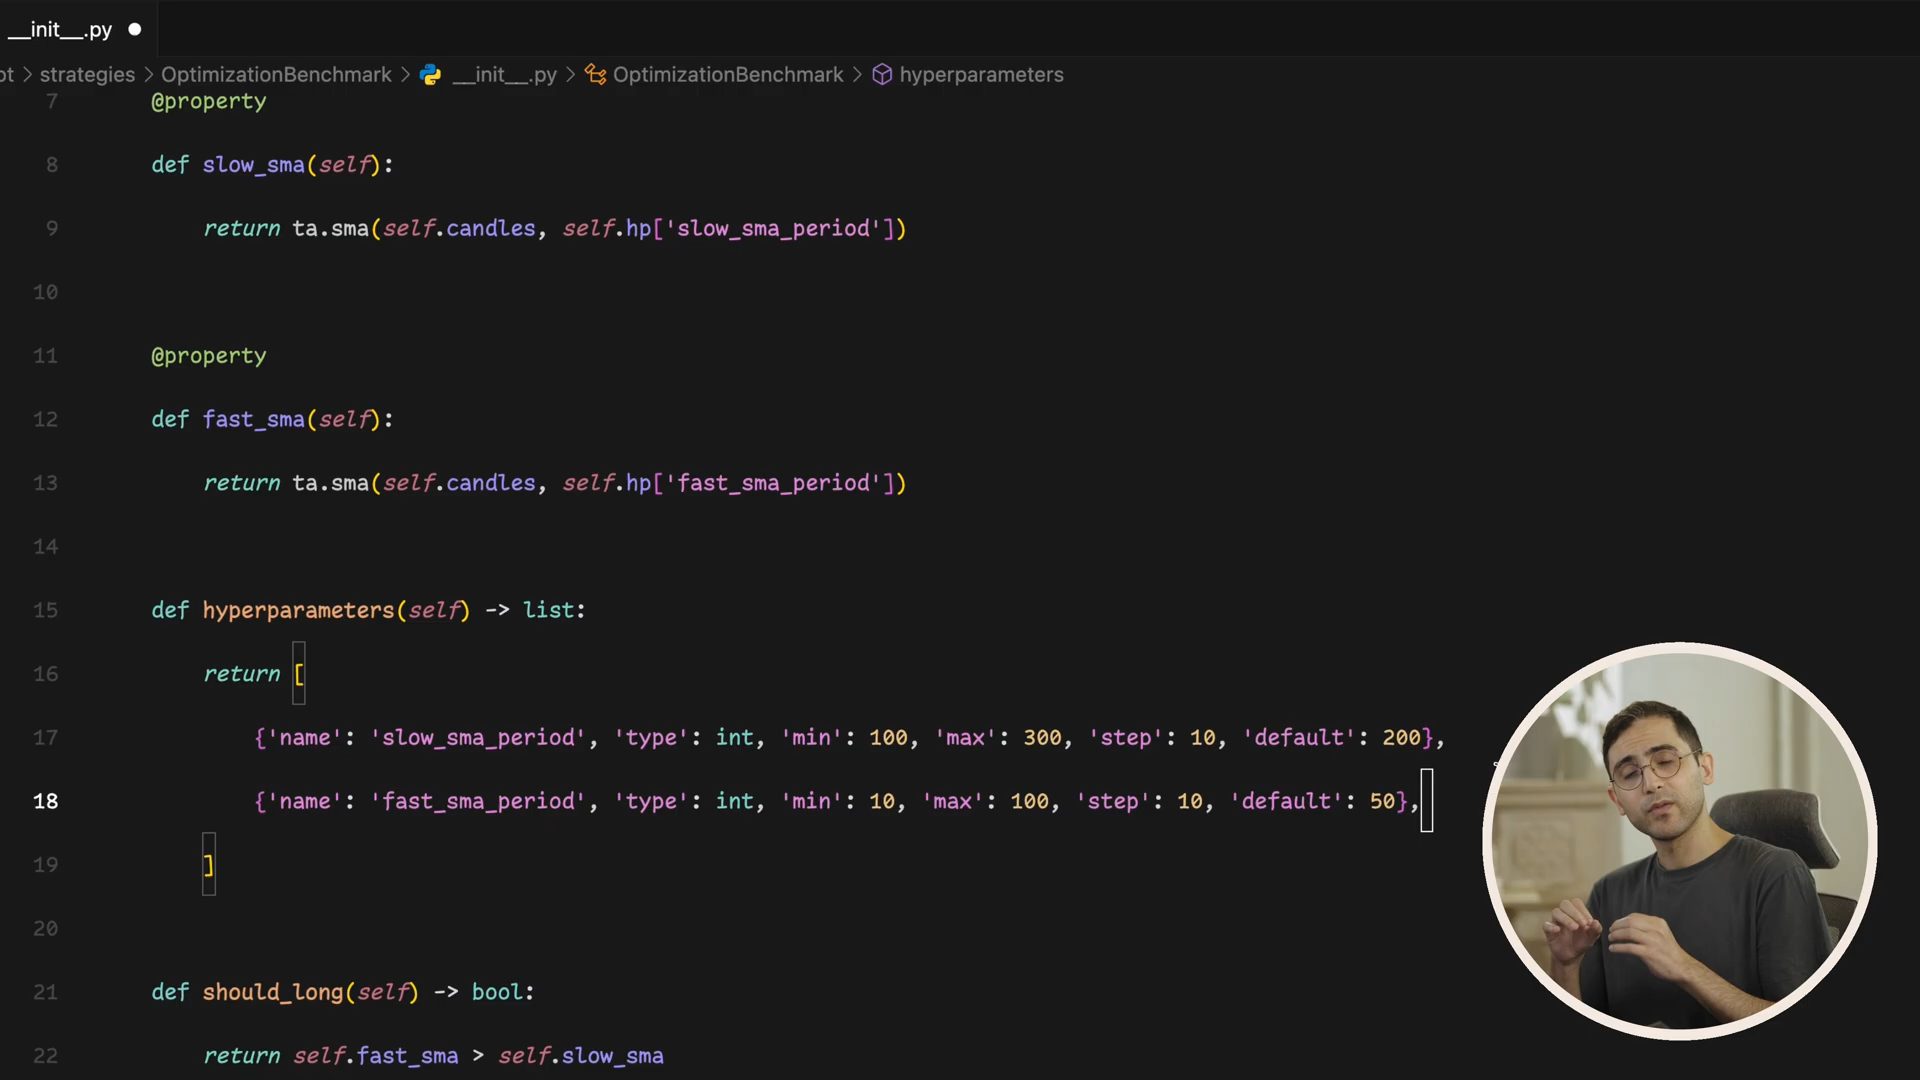 __init__.py
pt > strategies > OptimizationBenchmark > __init__.py > OptimizationBenchmark > hyperparameters
7 @property
8 def slow_sma(self):
9 return ta.sma(self.candles, self.hp['slow_sma_period'])
10
11 @property
12 def fast_sma(self):
13 return ta.sma(self.candles, self.hp['fast_sma_period'])
14
15 def hyperparameters(self) -> list:
16 return [
17 {'name': 'slow_sma_period', 'type': int, 'min': 100, 'max': 300, 'step': 10, 'default': 200},
18 {'name': 'fast_sma_period', 'type': int, 'min': 10, 'max': 100, 'step': 10, 'default': 50},
19 ]
20
21 def should_long(self) -> bool:
22 return self.fast_sma > self.slow_sma